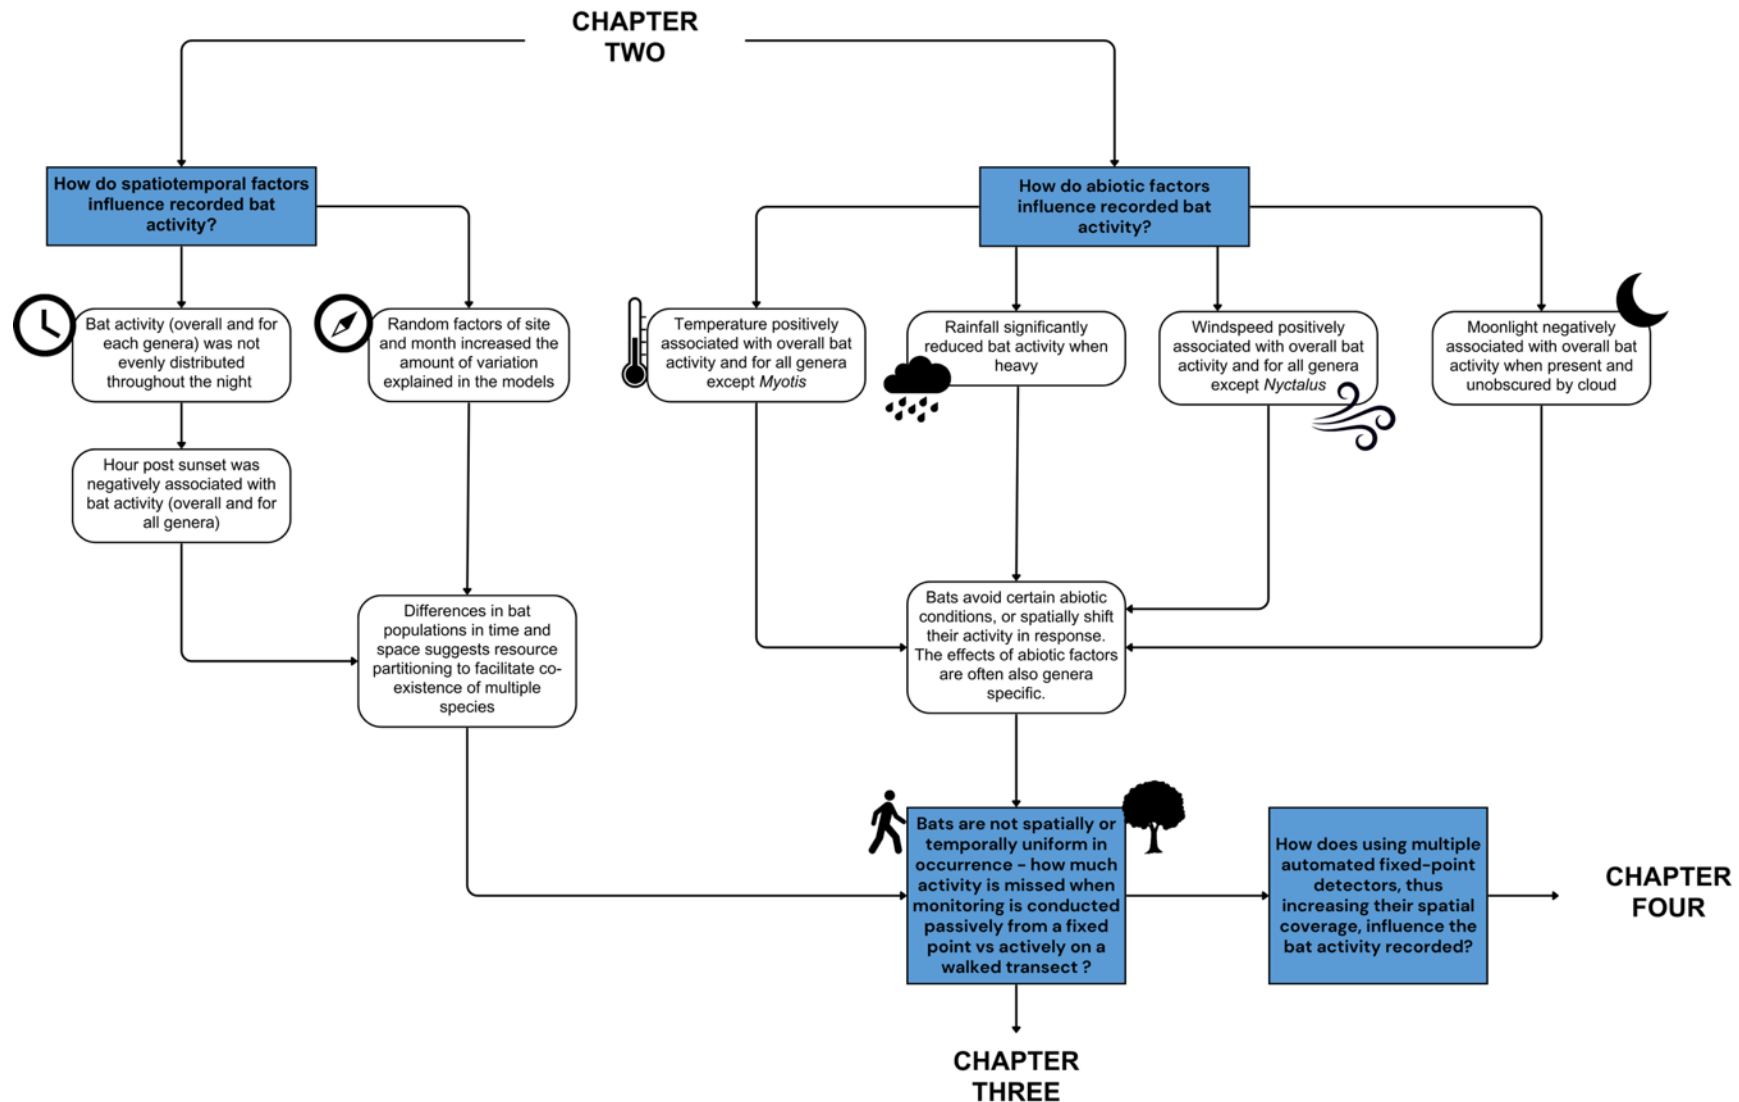 CHAPTER
TWO
How do spatiotemporal factors
influence recorded bat
activity?
How do abiotic factors
influence recorded bat
activity?
Bat activity (overall and for
each genera) was not
evenly distributed
throughout the night
Random factors of site
and month increased the
amount of variation
explained in the models
Temperature positively
associated with overall bat
activity and for all genera
except Myotis
Rainfall significantly
reduced bat activity when
heavy
Windspeed positively
associated with overall bat
activity and for all genera
except Nyctalus
Moonlight negatively
associated with overall bat
activity when present and
unobscured by cloud
Hour post sunset was
negatively associated with
bat activity (overall and for
all genera)
Differences in bat
populations in time and
space suggests resource
partitioning to facilitate co-
existence of multiple
species
Bats avoid certain abiotic
conditions, or spatially shift
their activity in response.
The effects of abiotic factors
are often also genera
specific.
Bats are not spatially or
temporally uniform in
occurrence - how much
activity is missed when
monitoring is conducted
passively from a fixed
point vs actively on a
walked transect ?
How does using multiple
automated fixed-point
detectors, thus
increasing their spatial
coverage, influence the
bat activity recorded?
CHAPTER
FOUR
CHAPTER
THREE